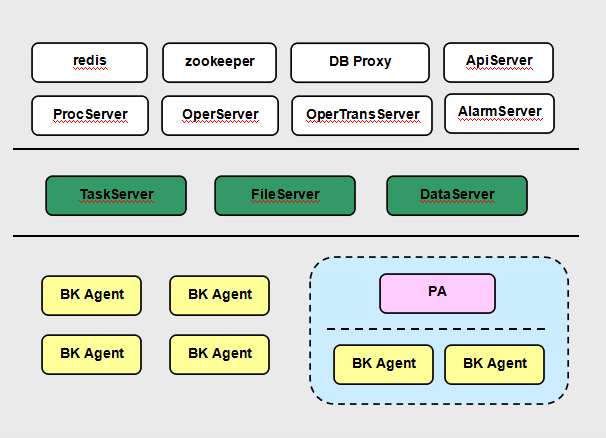 redis
zookeeper
DB Proxy
ApiServer
ProcServer
OperServer
OperTransServer
AlarmServer
TaskServer
FileServer
DataServer
BK Agent
BK Agent
PA
BK Agent
BK Agent
BK Agent
BK Agent